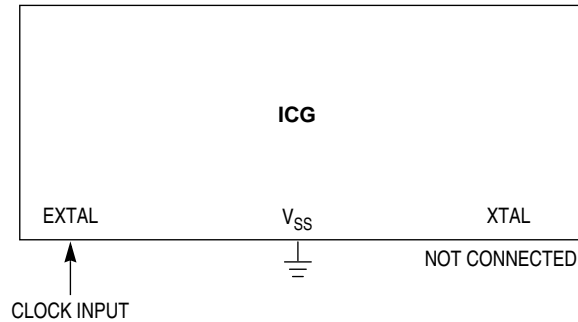 ICG
EXTAL
VSS
XTAL
NOT CONNECTED
CLOCK INPUT